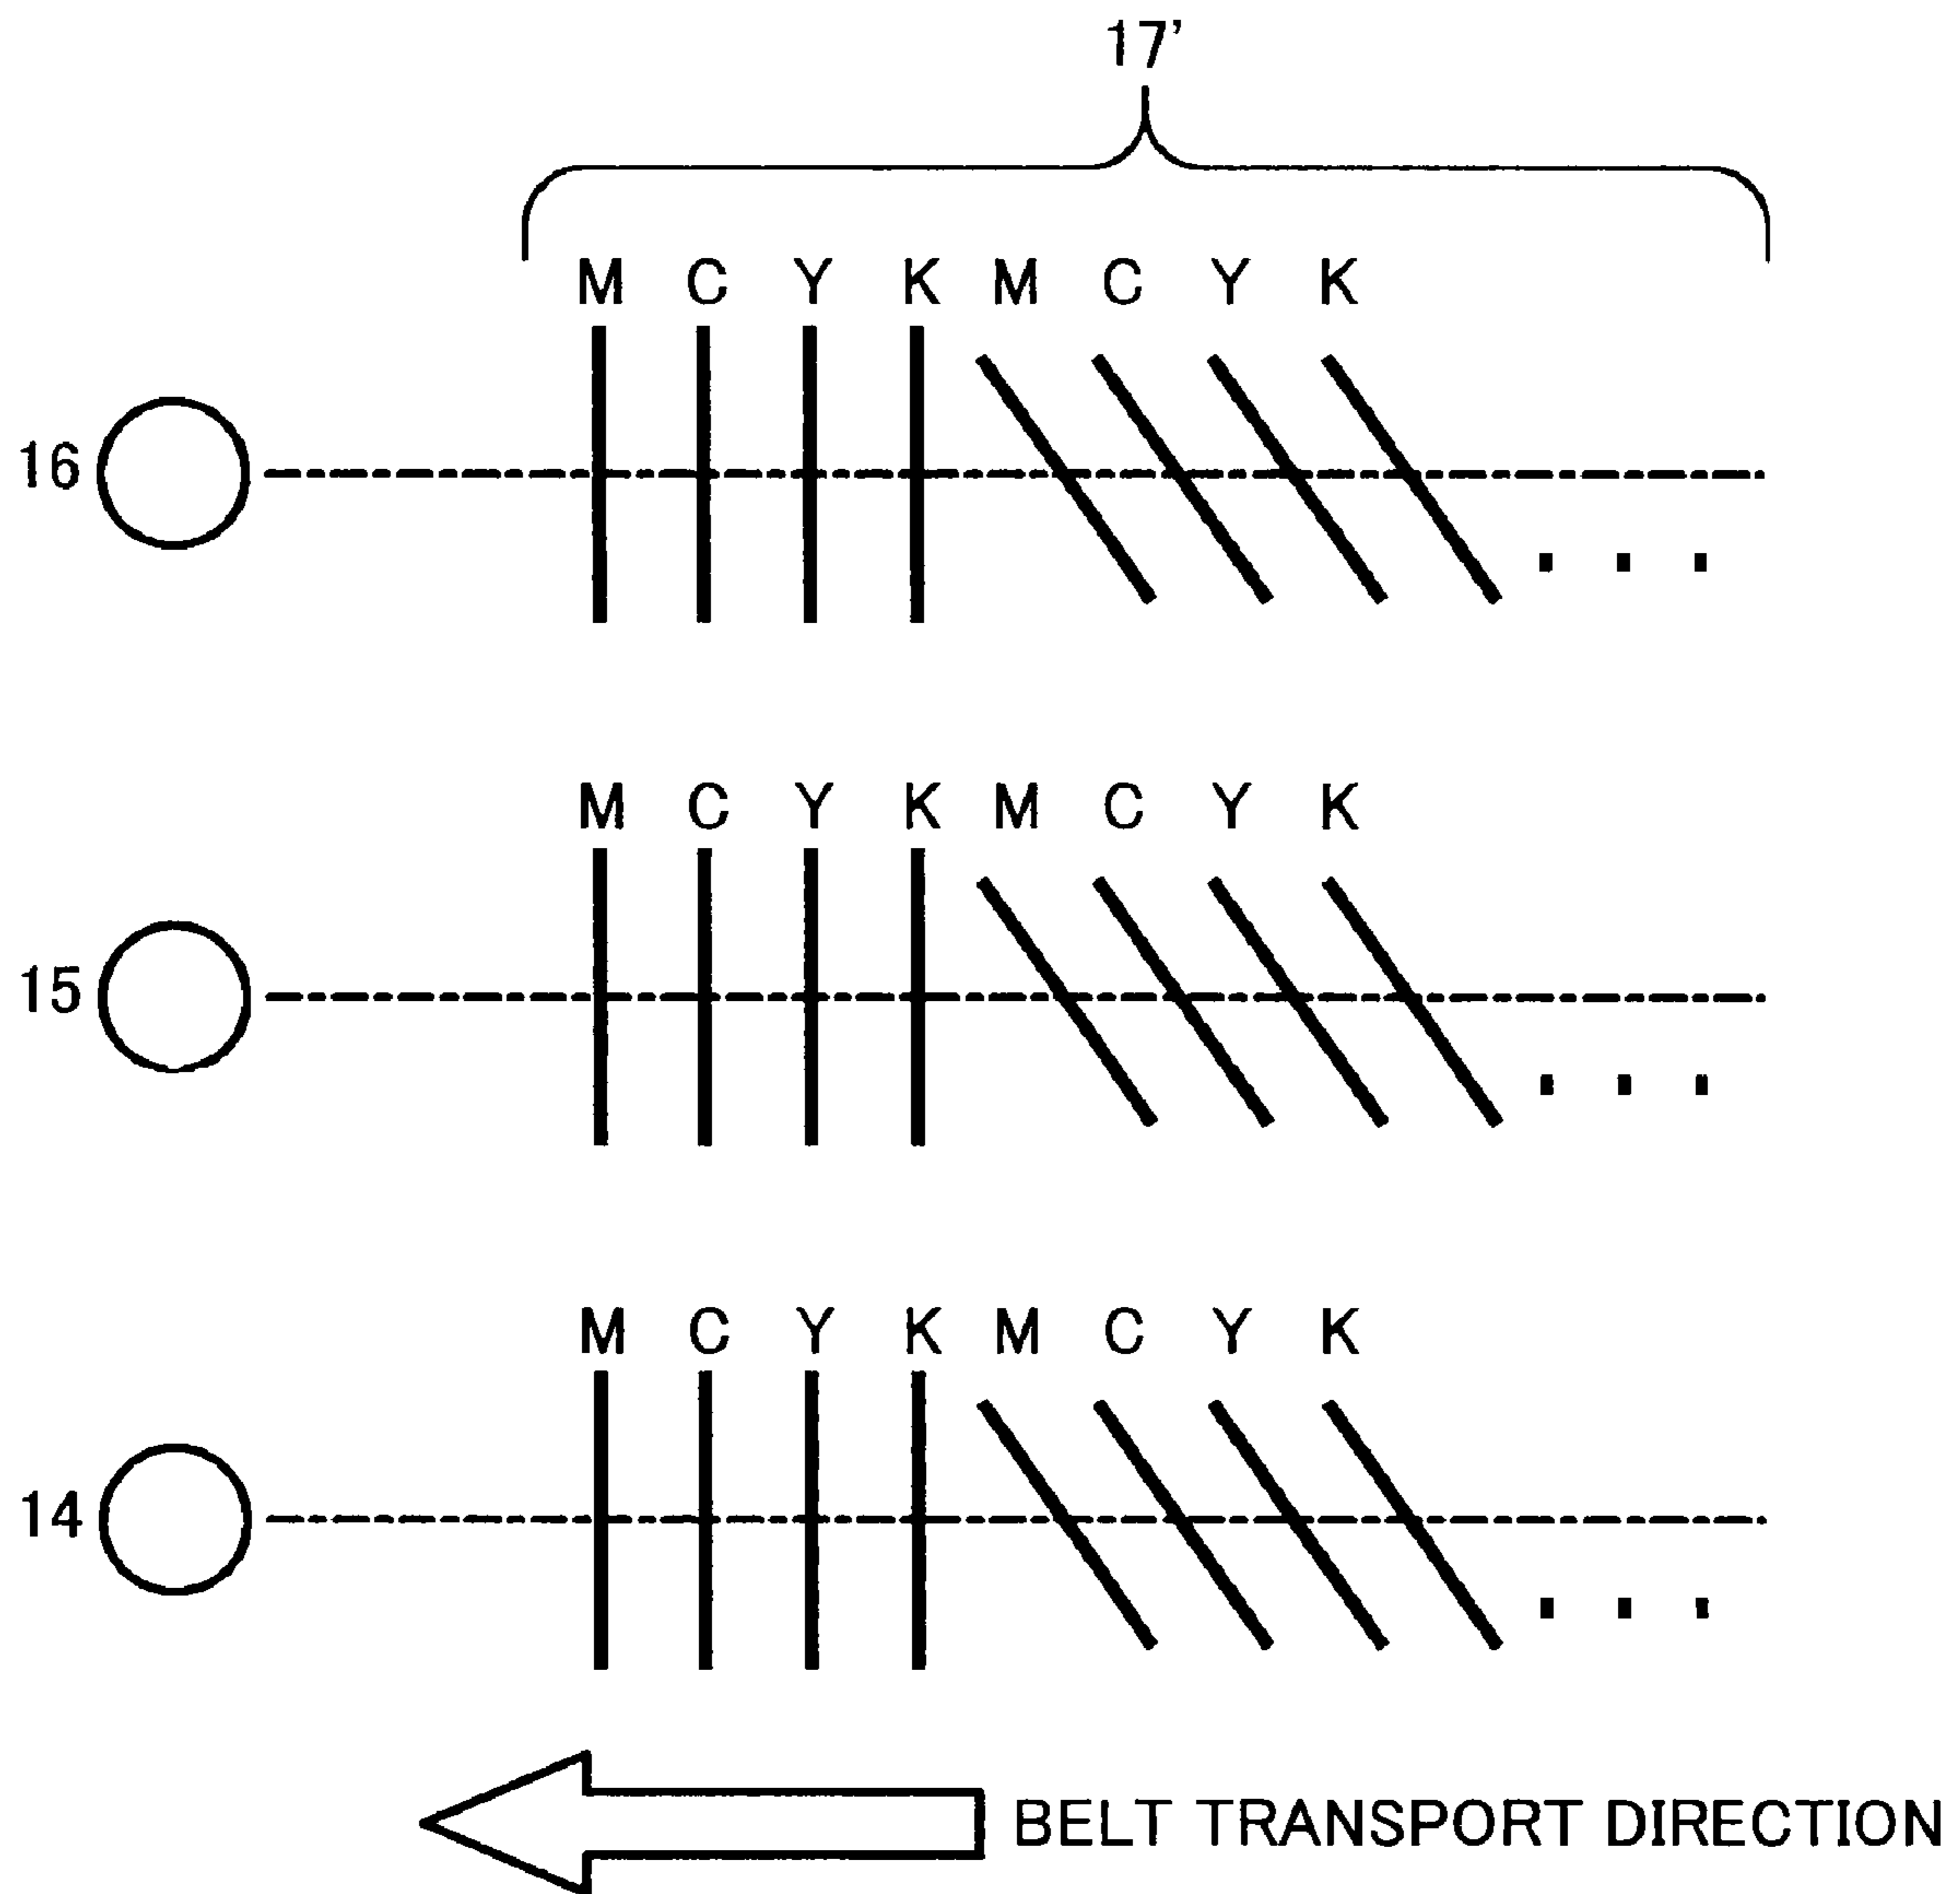 17'
M C Y K M C Y K
16
M C Y K M C Y K
15
M C Y K M C Y K
14
BELT TRANSPORT DIRECTION